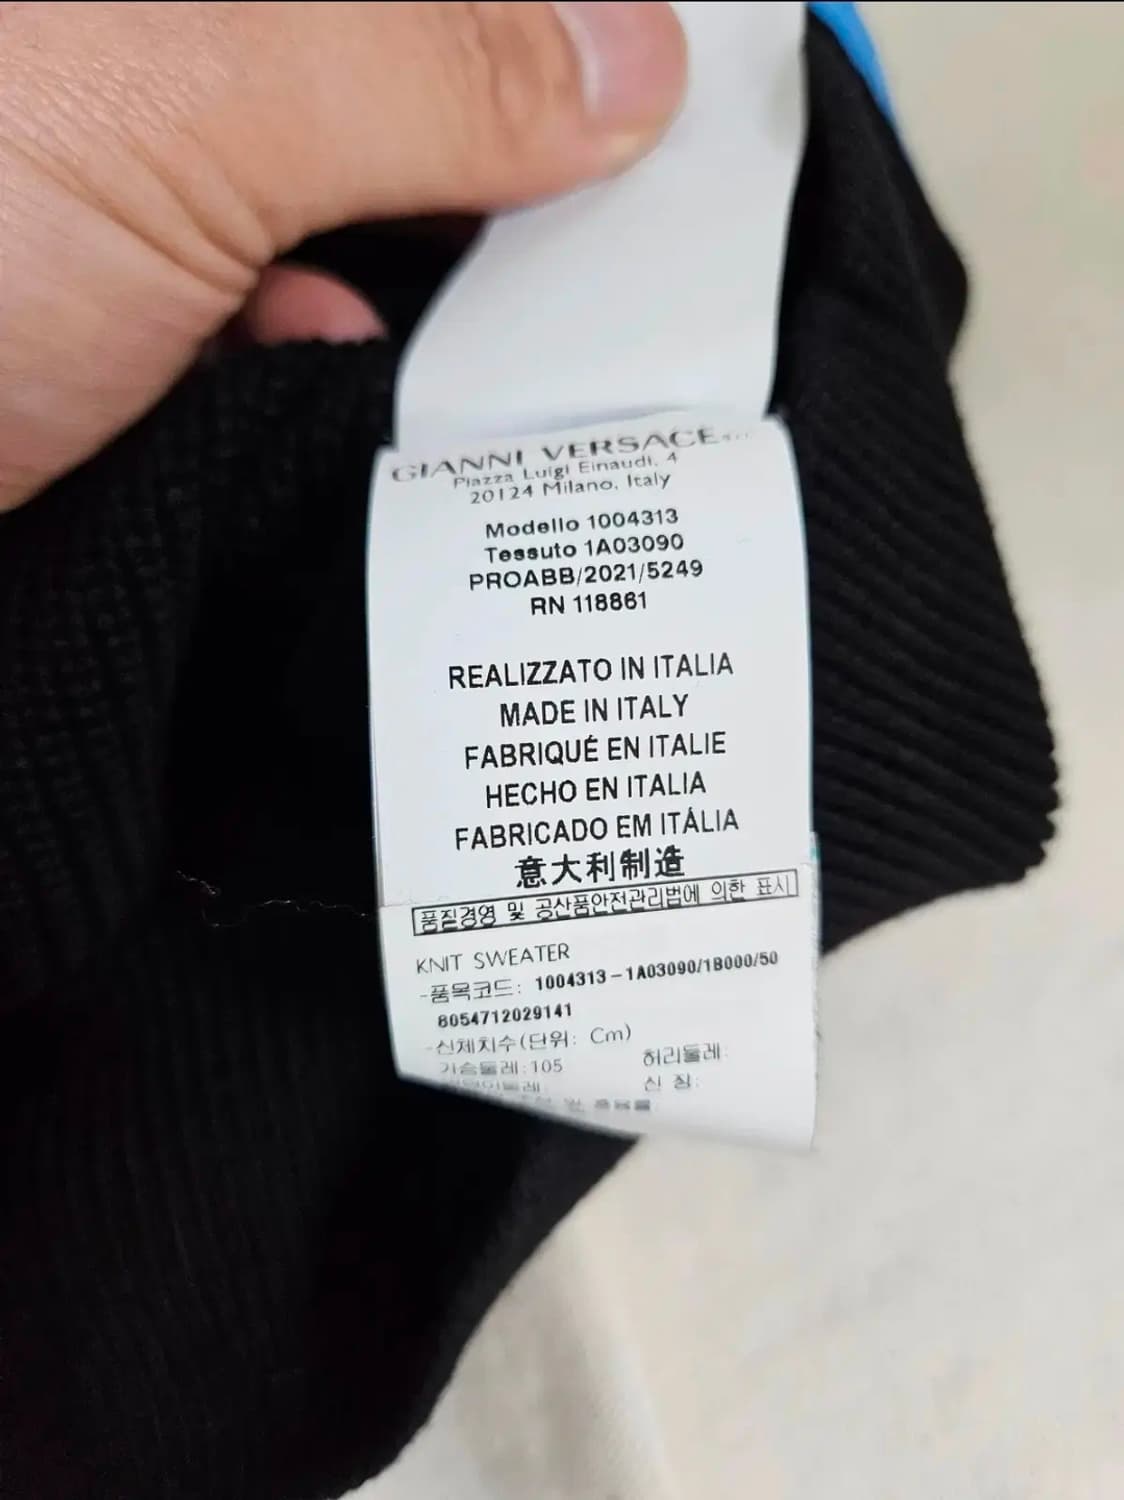 GIANNI VERSACE s.r.l.
Piazza Luigi Einaudi, 4
20124 Milano, Italy
Modello 1004313
Tessuto 1A03090
PROABB/2021/5249
RN 118861
REALIZZATO IN ITALIA
MADE IN ITALY
FABRIQUÉ EN ITALIE
HECHO EN ITALIA
FABRICADO EM ITÁLIA
意大利制造
품질경영 및 공산품안전관리법에 의한 표시
KNIT SWEATER
-품목코드: 1004313-1A03090/1B000/50
8054712029141
-신체치수(단위: Cm)
가슴둘레:105 허리둘레:
신 장: